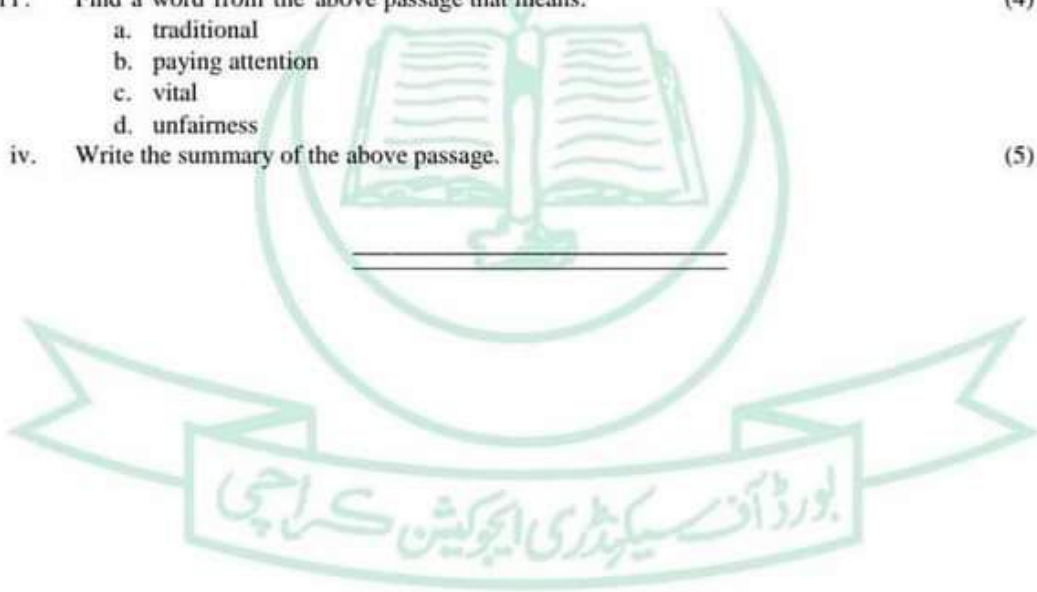 Find a word from the above passage that means: (4)
a. traditional
b. paying attention
c. vital
d. unfairness
iv. Write the summary of the above passage. (5)
بورڈ آف سیکنڈری ایجوکیشن کراچی